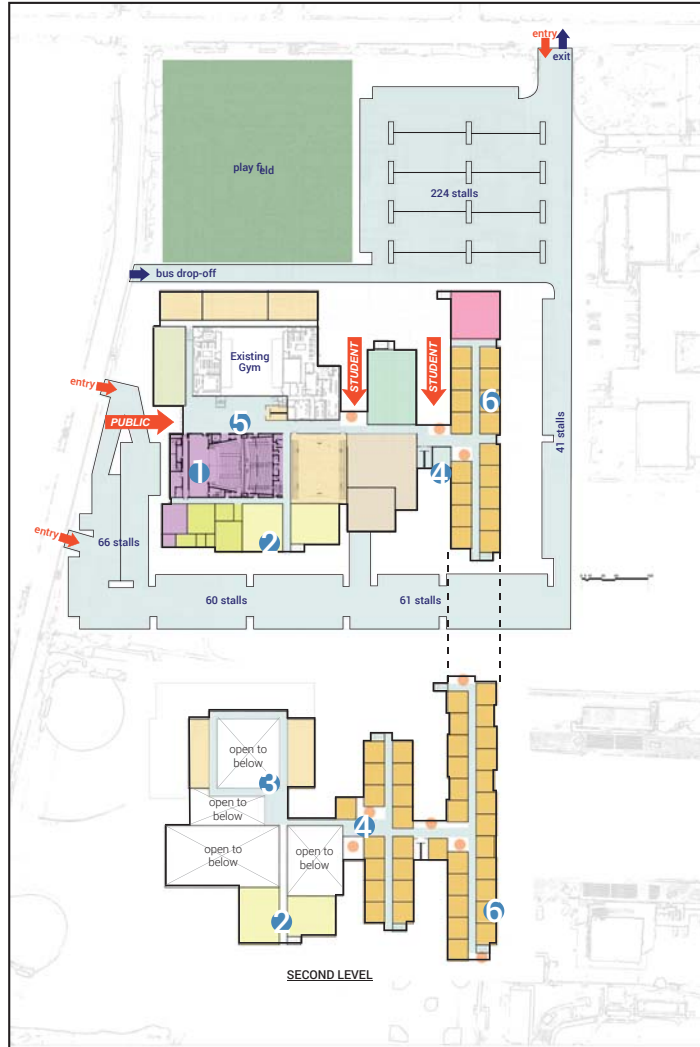 entry
exit
play field
224 stalls
bus drop-off
Existing
Gym
STUDENT
STUDENT
entry
PUBLIC
5
6
1
4
41 stalls
entry
66 stalls
2
60 stalls
61 stalls
open to
below
3
open to
below
4
open to
below
open to
below
6
2
SECOND LEVEL